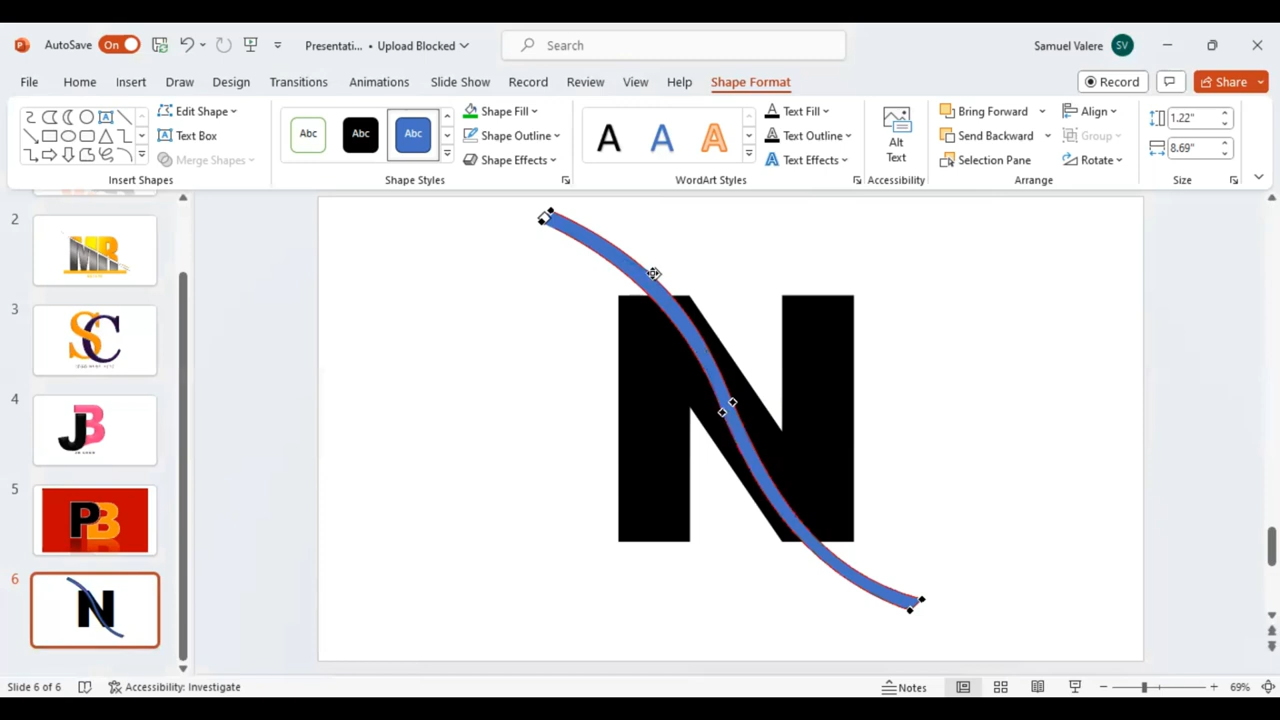 AutoSave On Presentati... • Upload Blocked Search Samuel Valere SV
File Home Insert Draw Design Transitions Animations Slide Show Record Review View Help Shape Format Record Share
Edit Shape Abc Abc Abc Shape Fill A A A Text Fill Alt Text Bring Forward Align 1.22"
Text Box Shape Outline Text Outline Send Backward Group 8.69"
Merge Shapes Shape Effects Text Effects Selection Pane Rotate
Insert Shapes Shape Styles WordArt Styles Accessibility Arrange Size
2
MB
3
SC
4
JB
5
PB
6
N
N
Slide 6 of 6 Accessibility: Investigate Notes 69%